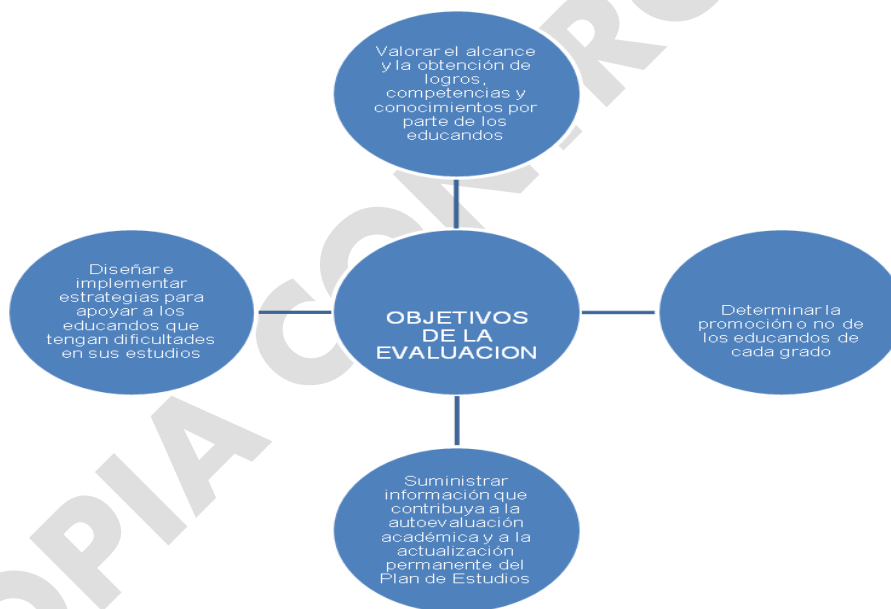 Valorar el alcance
y la obtención de
logros,
competencias y
conocimientos por
parte de los
educandos
Diseñar e
implementar
estrategias para
apoyar a los
educandos que
tengan dificultades
en sus estudios
OBJETIVOS
DE LA
EVALUACION
Determinar la
promoción o no de
los educandos de
cada grado
Suministrar
información que
contribuya a la
autoevaluación
académica y a la
actualización
permanente del
Plan de Estudios